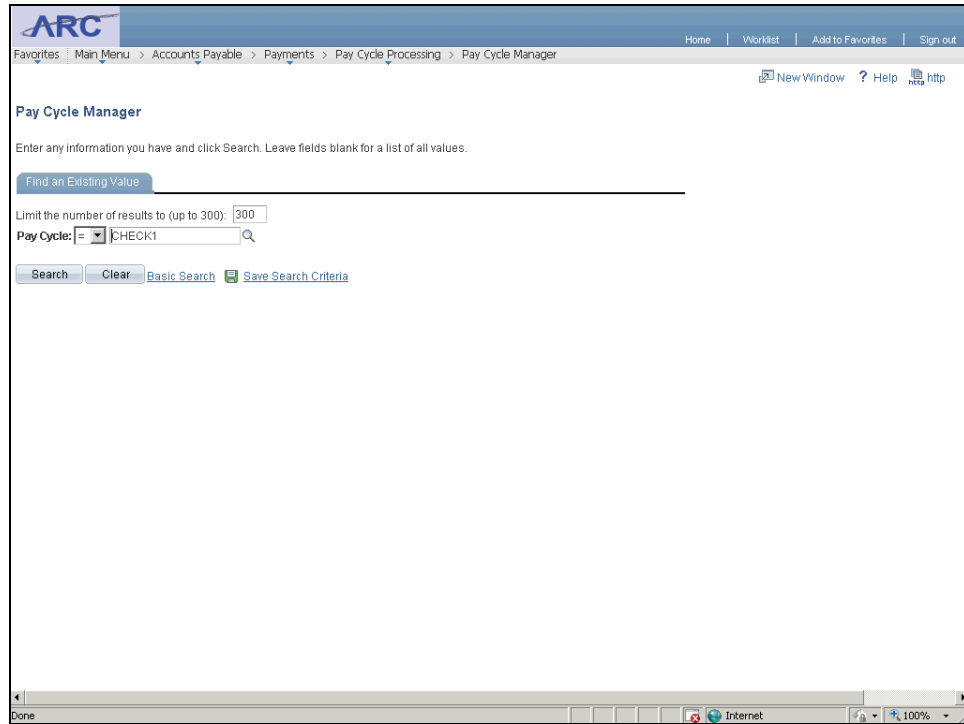 ARC
Home | Worklist | Add to Favorites | Sign out
Favorites Main Menu > Accounts Payable > Payments > Pay Cycle Processing > Pay Cycle Manager
New Window ? Help http http
Pay Cycle Manager
Enter any information you have and click Search. Leave fields blank for a list of all values.
Find an Existing Value
Limit the number of results to (up to 300): 300
Pay Cycle: = CHECK1
Search Clear Basic Search Save Search Criteria
Done Internet 100%